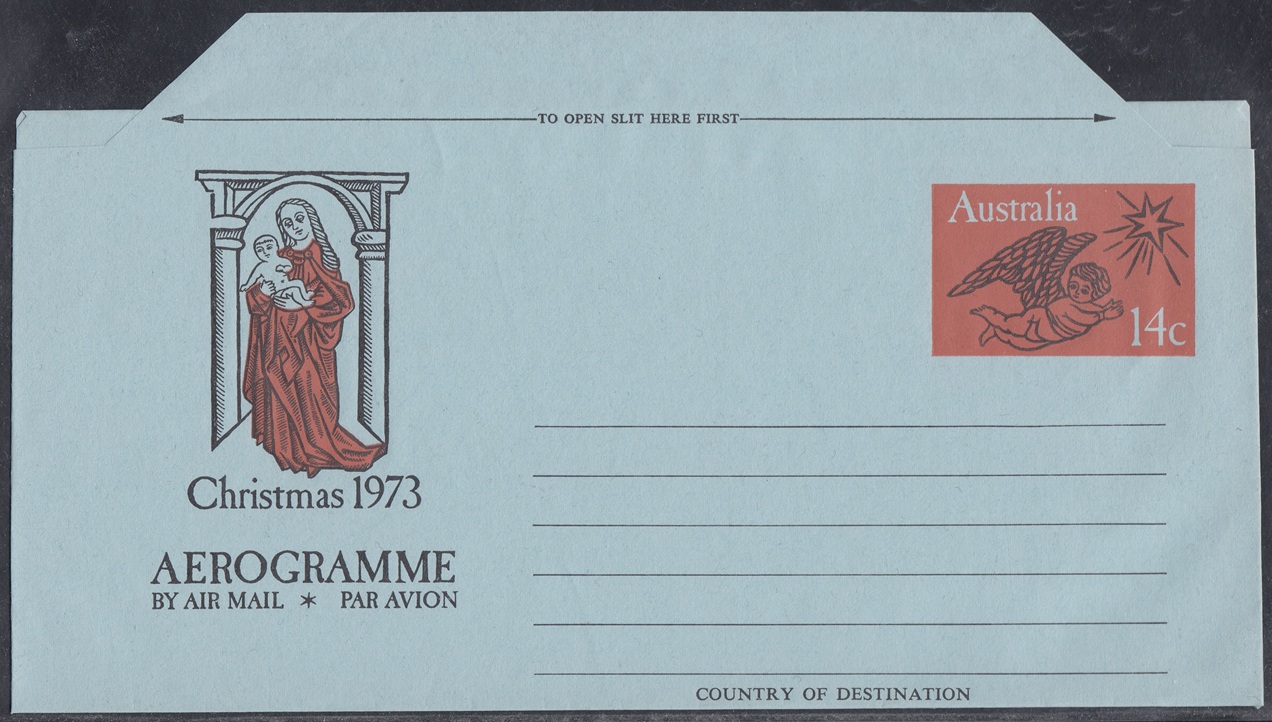 TO OPEN SLIT HERE FIRST
Australia
14c
Christmas 1973
AEROGRAMME
BY AIR MAIL * PAR AVION
COUNTRY OF DESTINATION